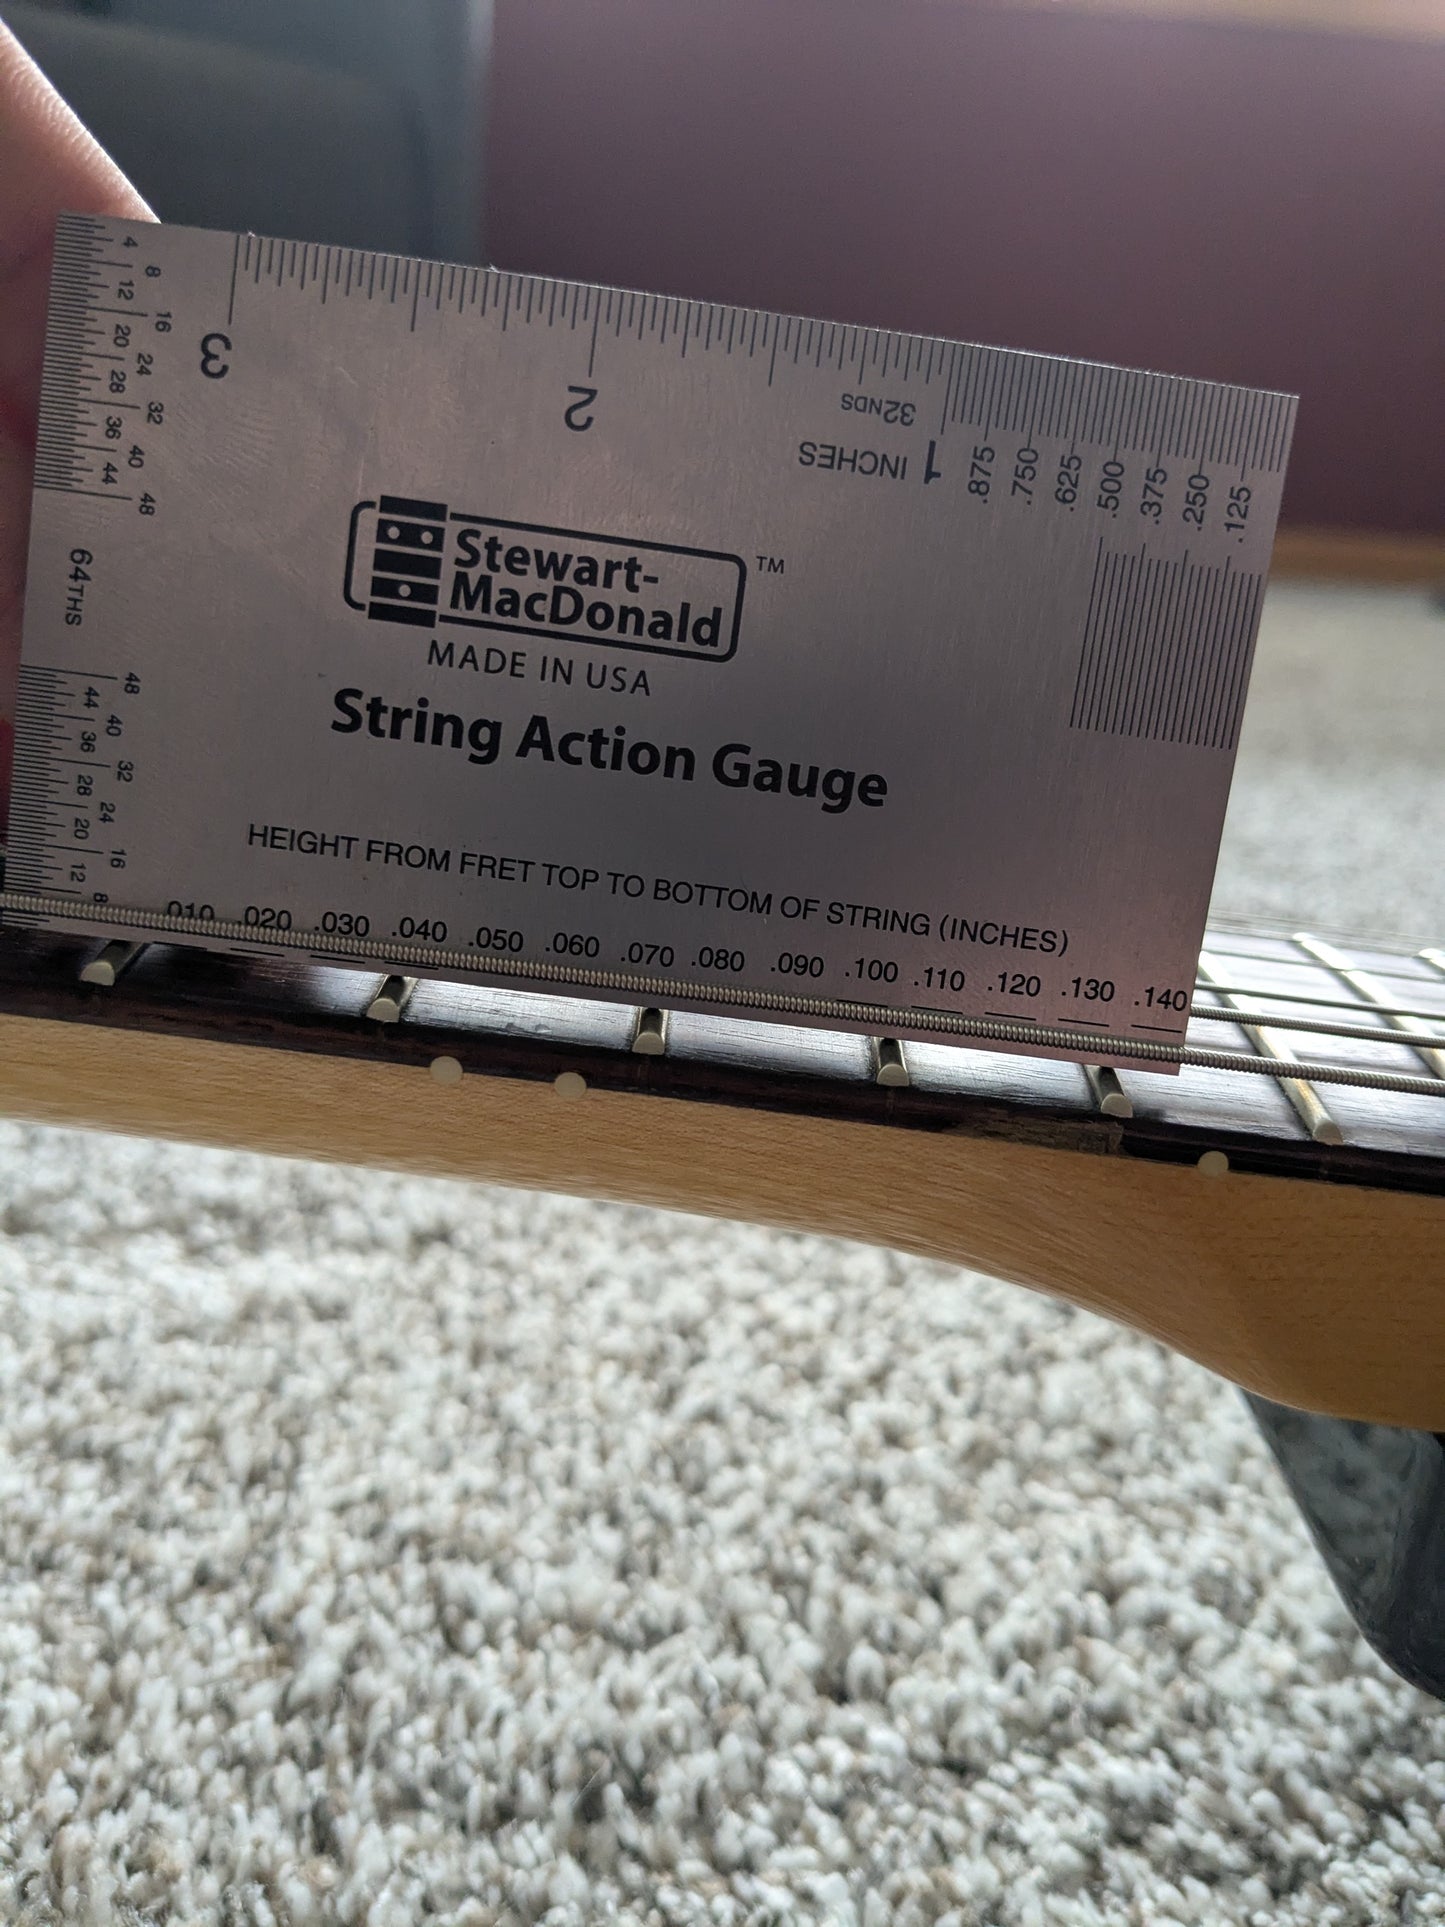 4 12 20 28 36 44
8 16 24 32 40 48
64THS
48 40 32 24 16 8
44 36 28 20 12
3
2
1
32NDS
INCHES
.875 .750 .625 .500 .375 .250 .125
Stewart-
MacDonald
TM
MADE IN USA
String Action Gauge
HEIGHT FROM FRET TOP TO BOTTOM OF STRING (INCHES)
.010 .020 .030 .040 .050 .060 .070 .080 .090 .100 .110 .120 .130 .140